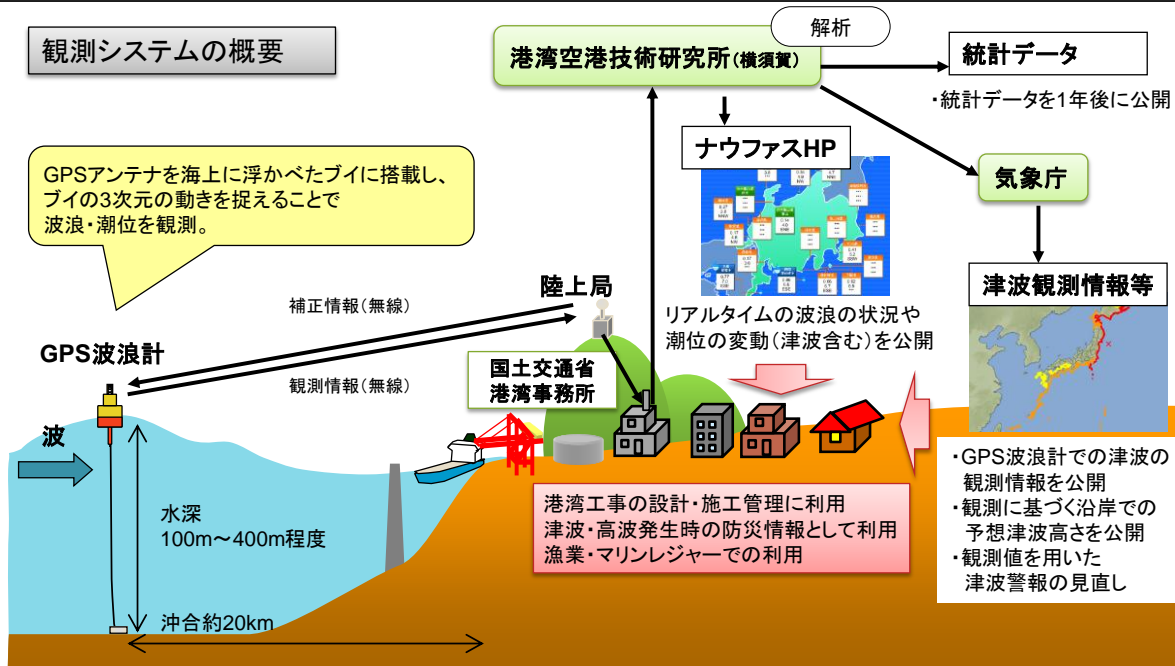 観測システムの概要
解析
港湾空港技術研究所(横須賀)
統計データ
・統計データを1年後に公開
ナウファスHP
気象庁
GPSアンテナを海上に浮かべたブイに搭載し、
ブイの3次元の動きを捉えることで
波浪・潮位を観測。
陸上局
津波観測情報等
補正情報(無線)
リアルタイムの波浪の状況や
潮位の変動(津波含む)を公開
GPS波浪計
観測情報(無線)
国土交通省
港湾事務所
波
・GPS波浪計での津波の
観測情報を公開
・観測に基づく沿岸での
予想津波高さを公開
・観測値を用いた
津波警報の見直し
港湾工事の設計・施工管理に利用
津波・高波発生時の防災情報として利用
漁業・マリンレジャーでの利用
水深
100m~400m程度
沖合約20km